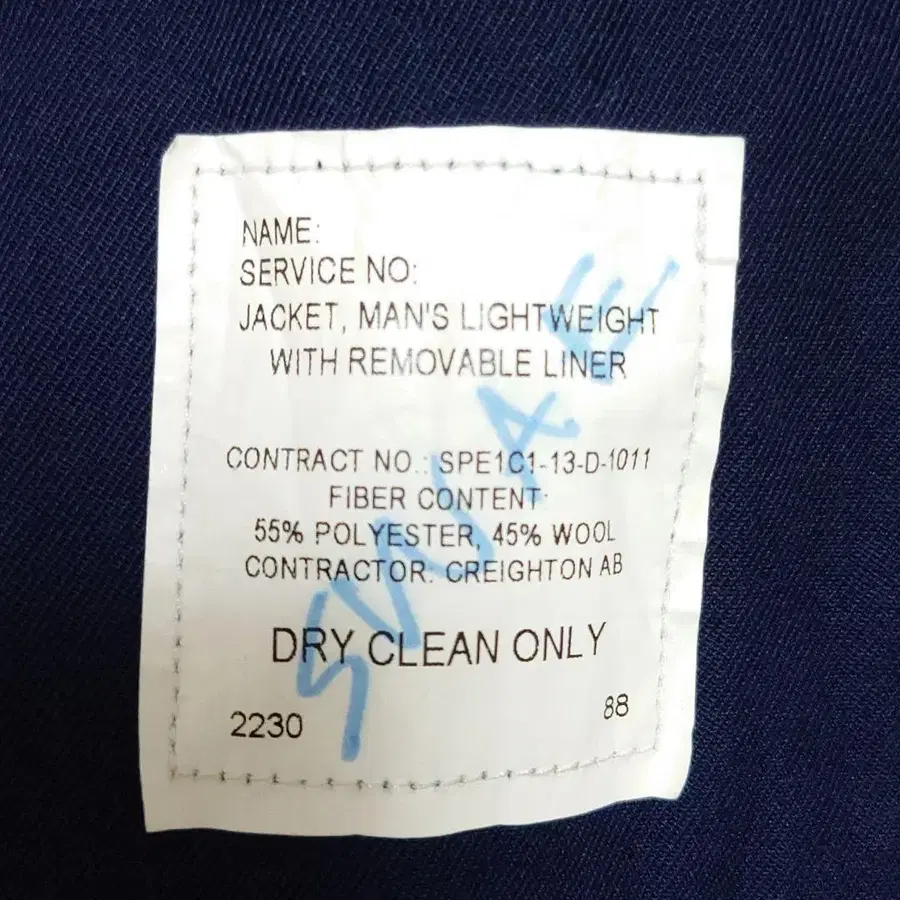 NAME:
SERVICE NO:
JACKET, MAN'S LIGHTWEIGHT
WITH REMOVABLE LINER
CONTRACT NO.: SPE1C1-13-D-1011
FIBER CONTENT:
55% POLYESTER, 45% WOOL
CONTRACTOR: CREIGHTON AB
DRY CLEAN ONLY
2230 88